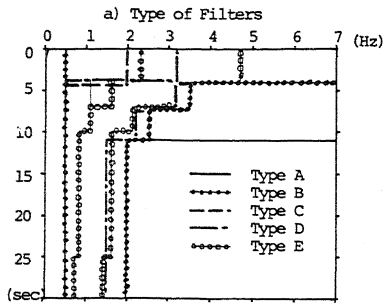 a) Type of Filters
0 1 2 3 4 5 6 7 (Hz)
0
5
10
15
20
25
(sec)
Type A
Type B
Type C
Type D
Type E